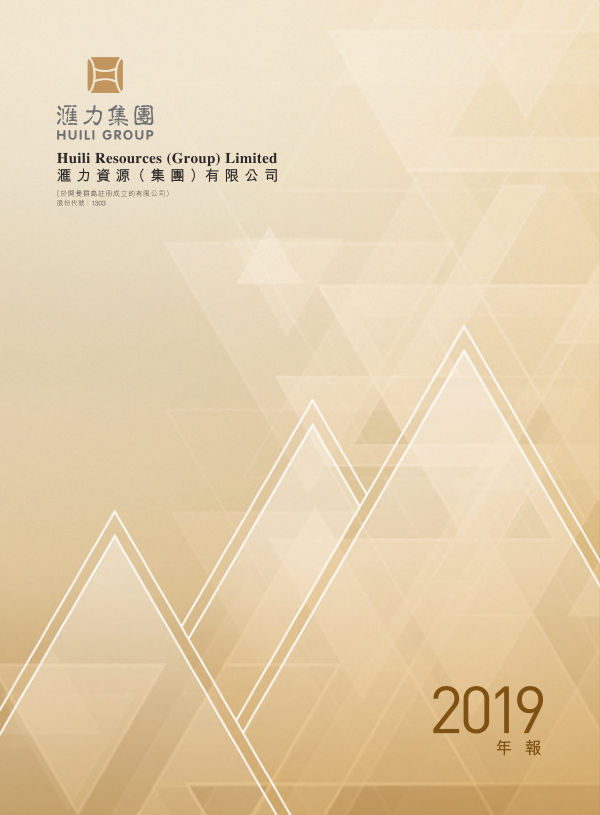 滙力集團
HUILI GROUP
Huili Resources (Group) Limited
滙力資源（集團）有限公司
（於開曼群島註冊成立的有限公司）
股份代號：1303
2019
年報